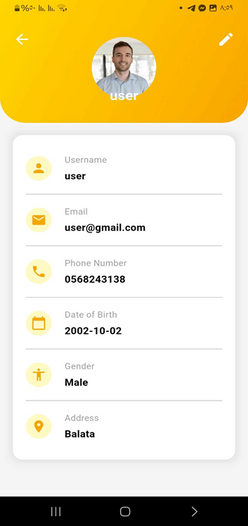 user
Username
user
Email
user@gmail.com
Phone Number
0568243138
Date of Birth
2002-10-02
Gender
Male
Address
Balata